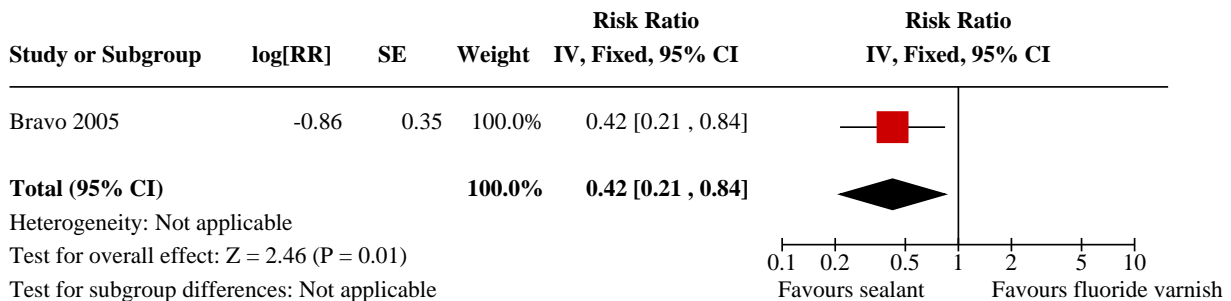 Risk Ratio Risk Ratio
Study or Subgroup log[RR] SE Weight IV, Fixed, 95% CI IV, Fixed, 95% CI
Bravo 2005 -0.86 0.35 100.0% 0.42 [0.21 , 0.84]
Total (95% CI) 100.0% 0.42 [0.21 , 0.84]
Heterogeneity: Not applicable
Test for overall effect: Z = 2.46 (P = 0.01)
0.1 0.2 0.5 1 2 5 10
Test for subgroup differences: Not applicable Favours sealant Favours fluoride varnish